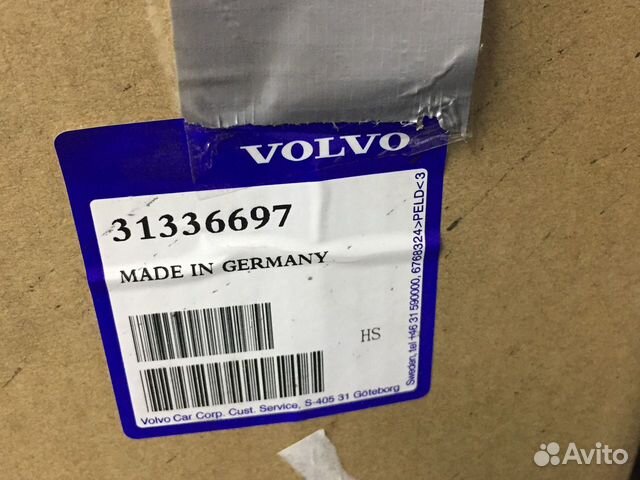 VOLVO
31336697
MADE IN GERMANY
HS
Volvo Car Corp. Cust. Service, S-405 31 Göteborg
Sweden, tel +46 31 590000, 6768324>PELD<3
Avito